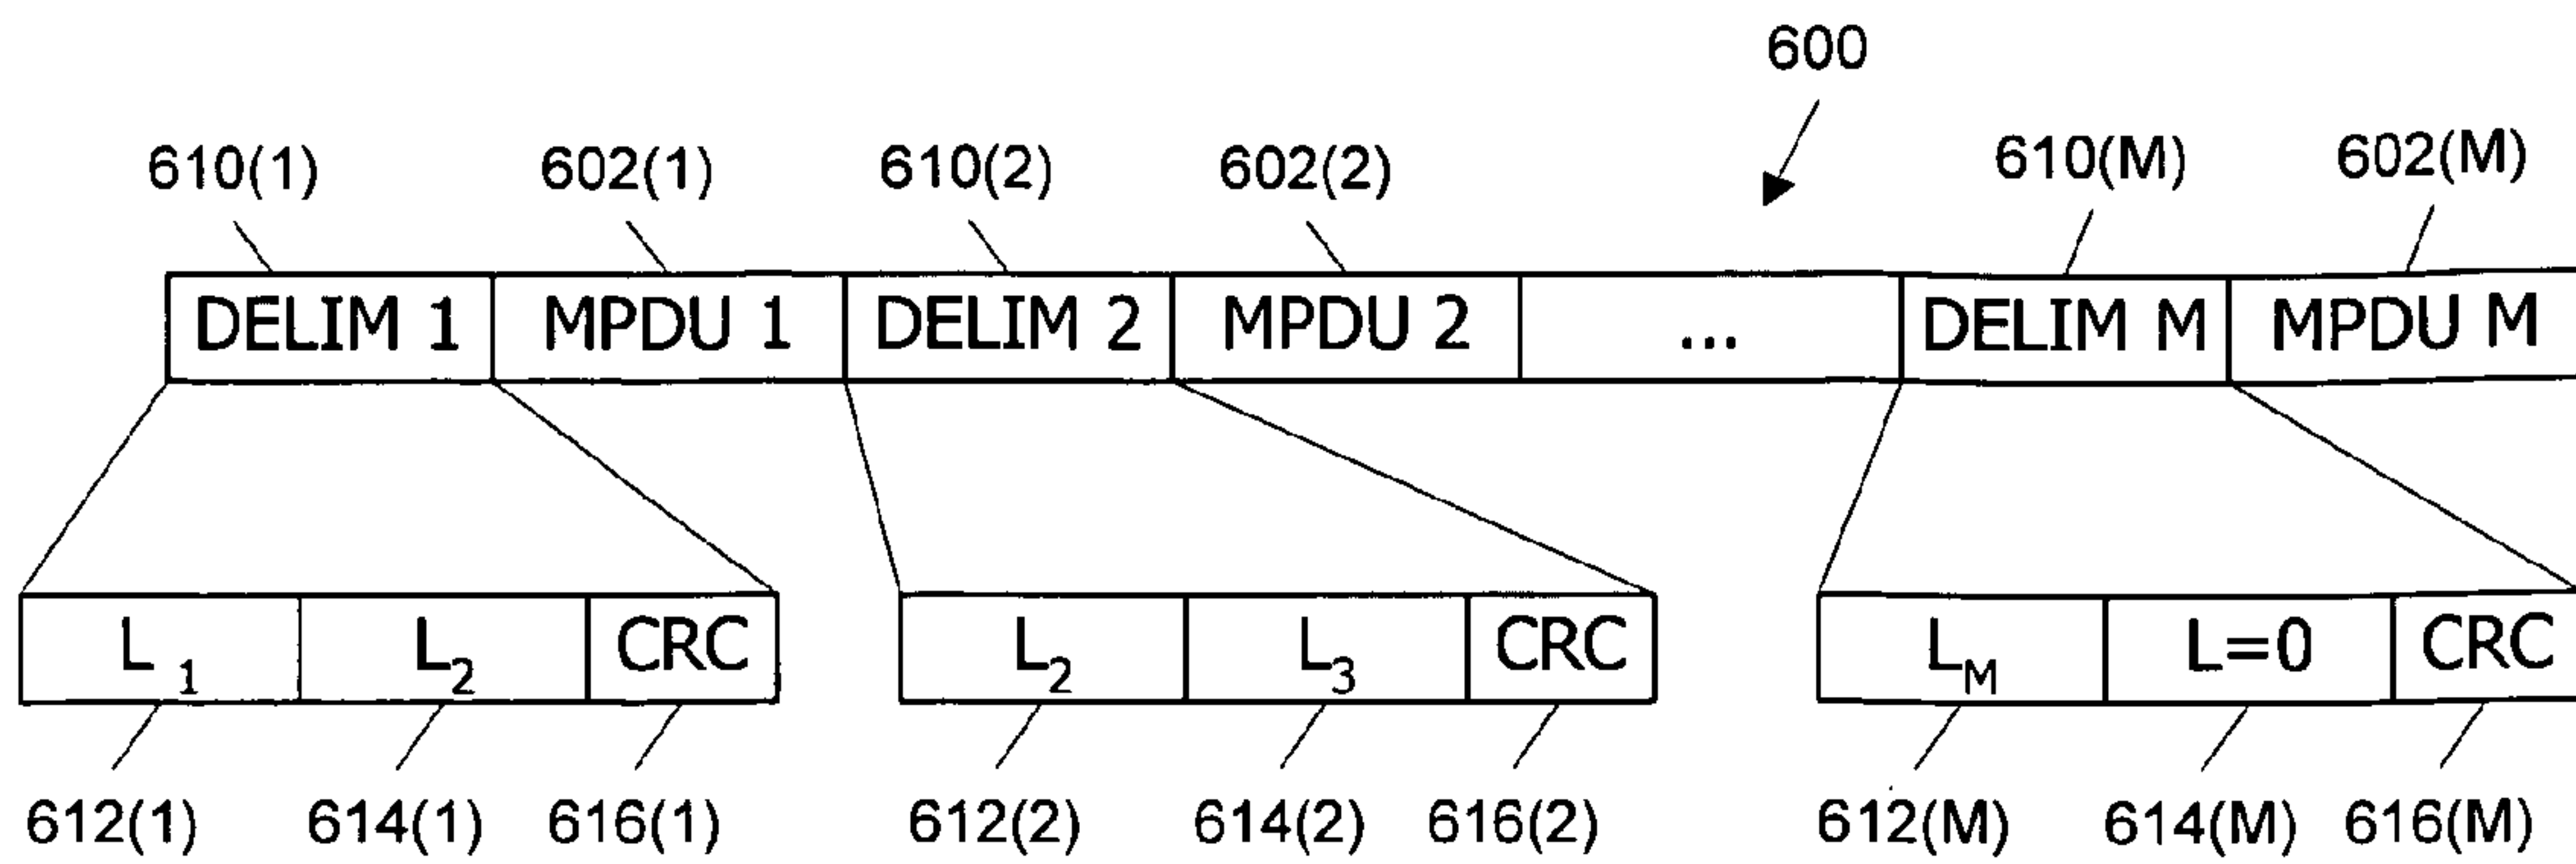 600
610(1) 602(1) 610(2) 602(2) 610(M) 602(M)
DELIM 1 MPDU 1 DELIM 2 MPDU 2 ... DELIM M MPDU M
L1 L2 CRC L2 L3 CRC LM L=0 CRC
612(1) 614(1) 616(1) 612(2) 614(2) 616(2) 612(M) 614(M) 616(M)